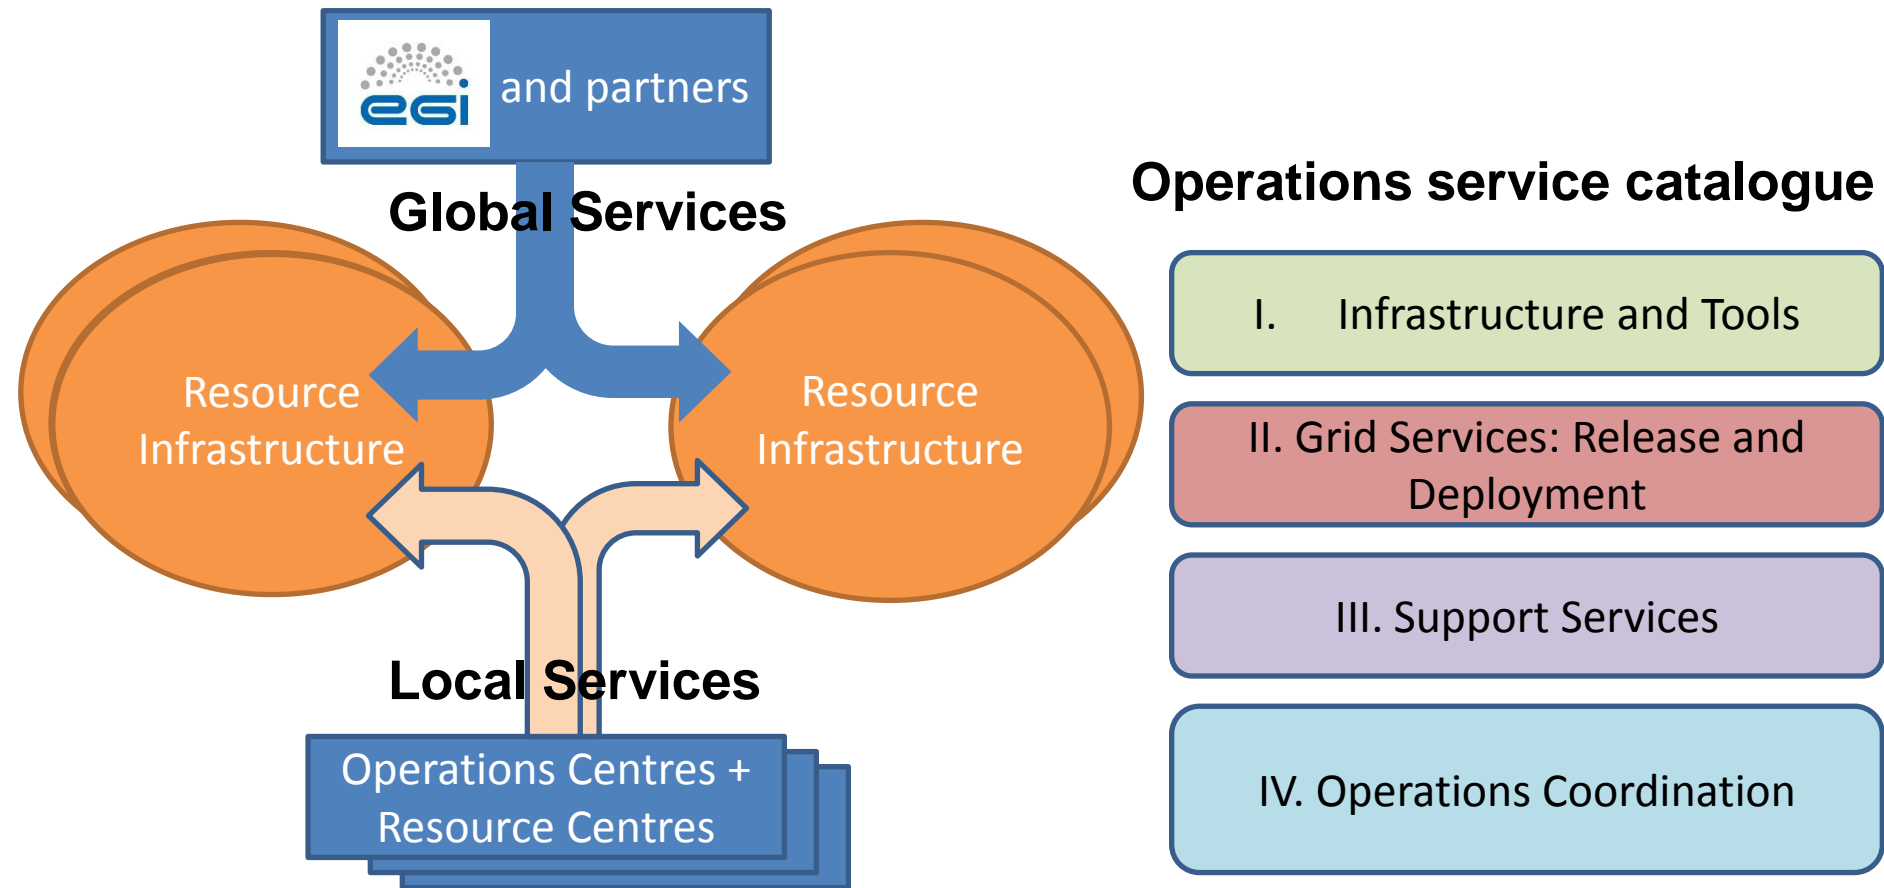 egi and partners
Global Services
Resource
Infrastructure
Resource
Infrastructure
Local Services
Operations Centres +
Resource Centres
Operations service catalogue
I. Infrastructure and Tools
II. Grid Services: Release and
Deployment
III. Support Services
IV. Operations Coordination